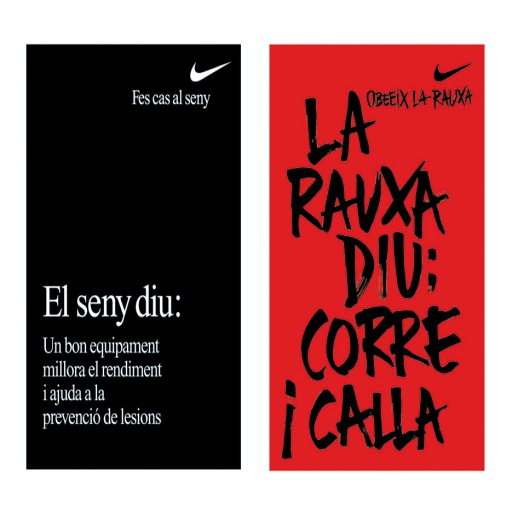 Fes cas al seny
El seny diu:
Un bon equipament
millora el rendiment
i ajuda a la
prevenció de lesions
OBEEIX LA RAUXA
LA
RAUXA
DIU:
CORRE
i CALLA